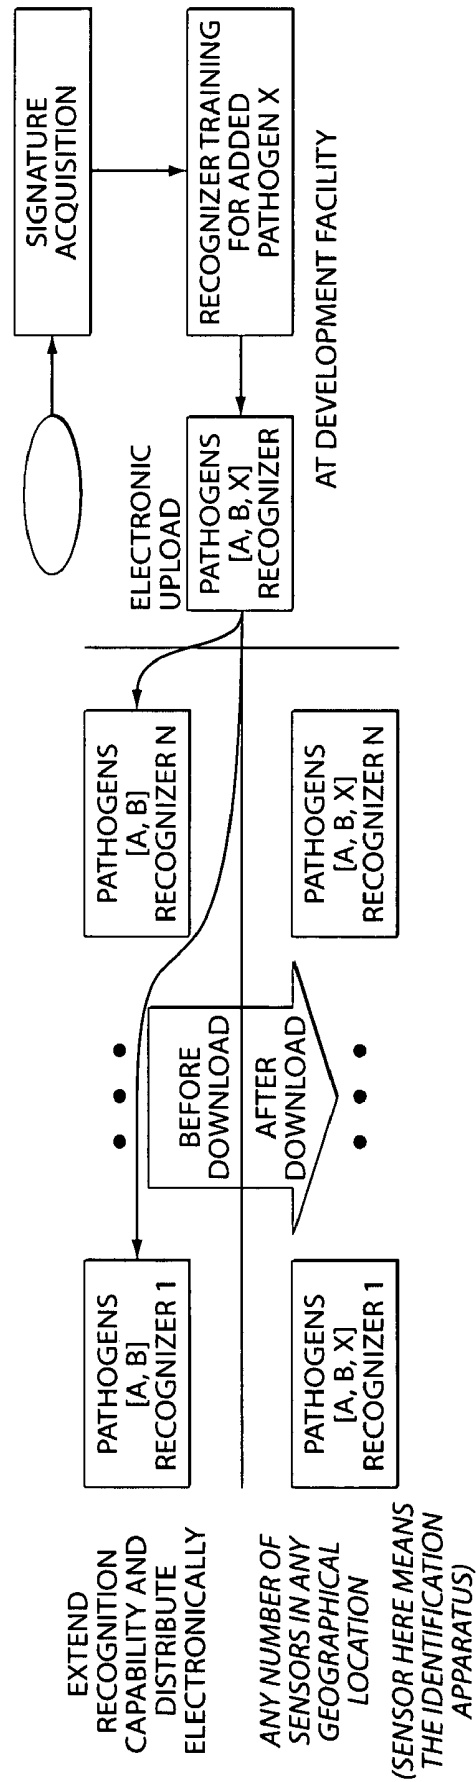 EXTEND
RECOGNITION
CAPABILITY AND
DISTRIBUTE
ELECTRONICALLY
PATHOGENS
[A, B]
RECOGNIZER 1
PATHOGENS
[A, B]
RECOGNIZER N
ELECTRONIC
UPLOAD
SIGNATURE
ACQUISITION
BEFORE
DOWNLOAD
AFTER
DOWNLOAD
PATHOGENS
[A, B, X]
RECOGNIZER
RECOGNIZER TRAINING
FOR ADDED
PATHOGEN X
ANY NUMBER OF
SENSORS IN ANY
GEOGRAPHICAL
LOCATION
(SENSOR HERE MEANS
THE IDENTIFICATION
APPARATUS)
PATHOGENS
[A, B, X]
RECOGNIZER 1
PATHOGENS
[A, B, X]
RECOGNIZER N
AT DEVELOPMENT FACILITY